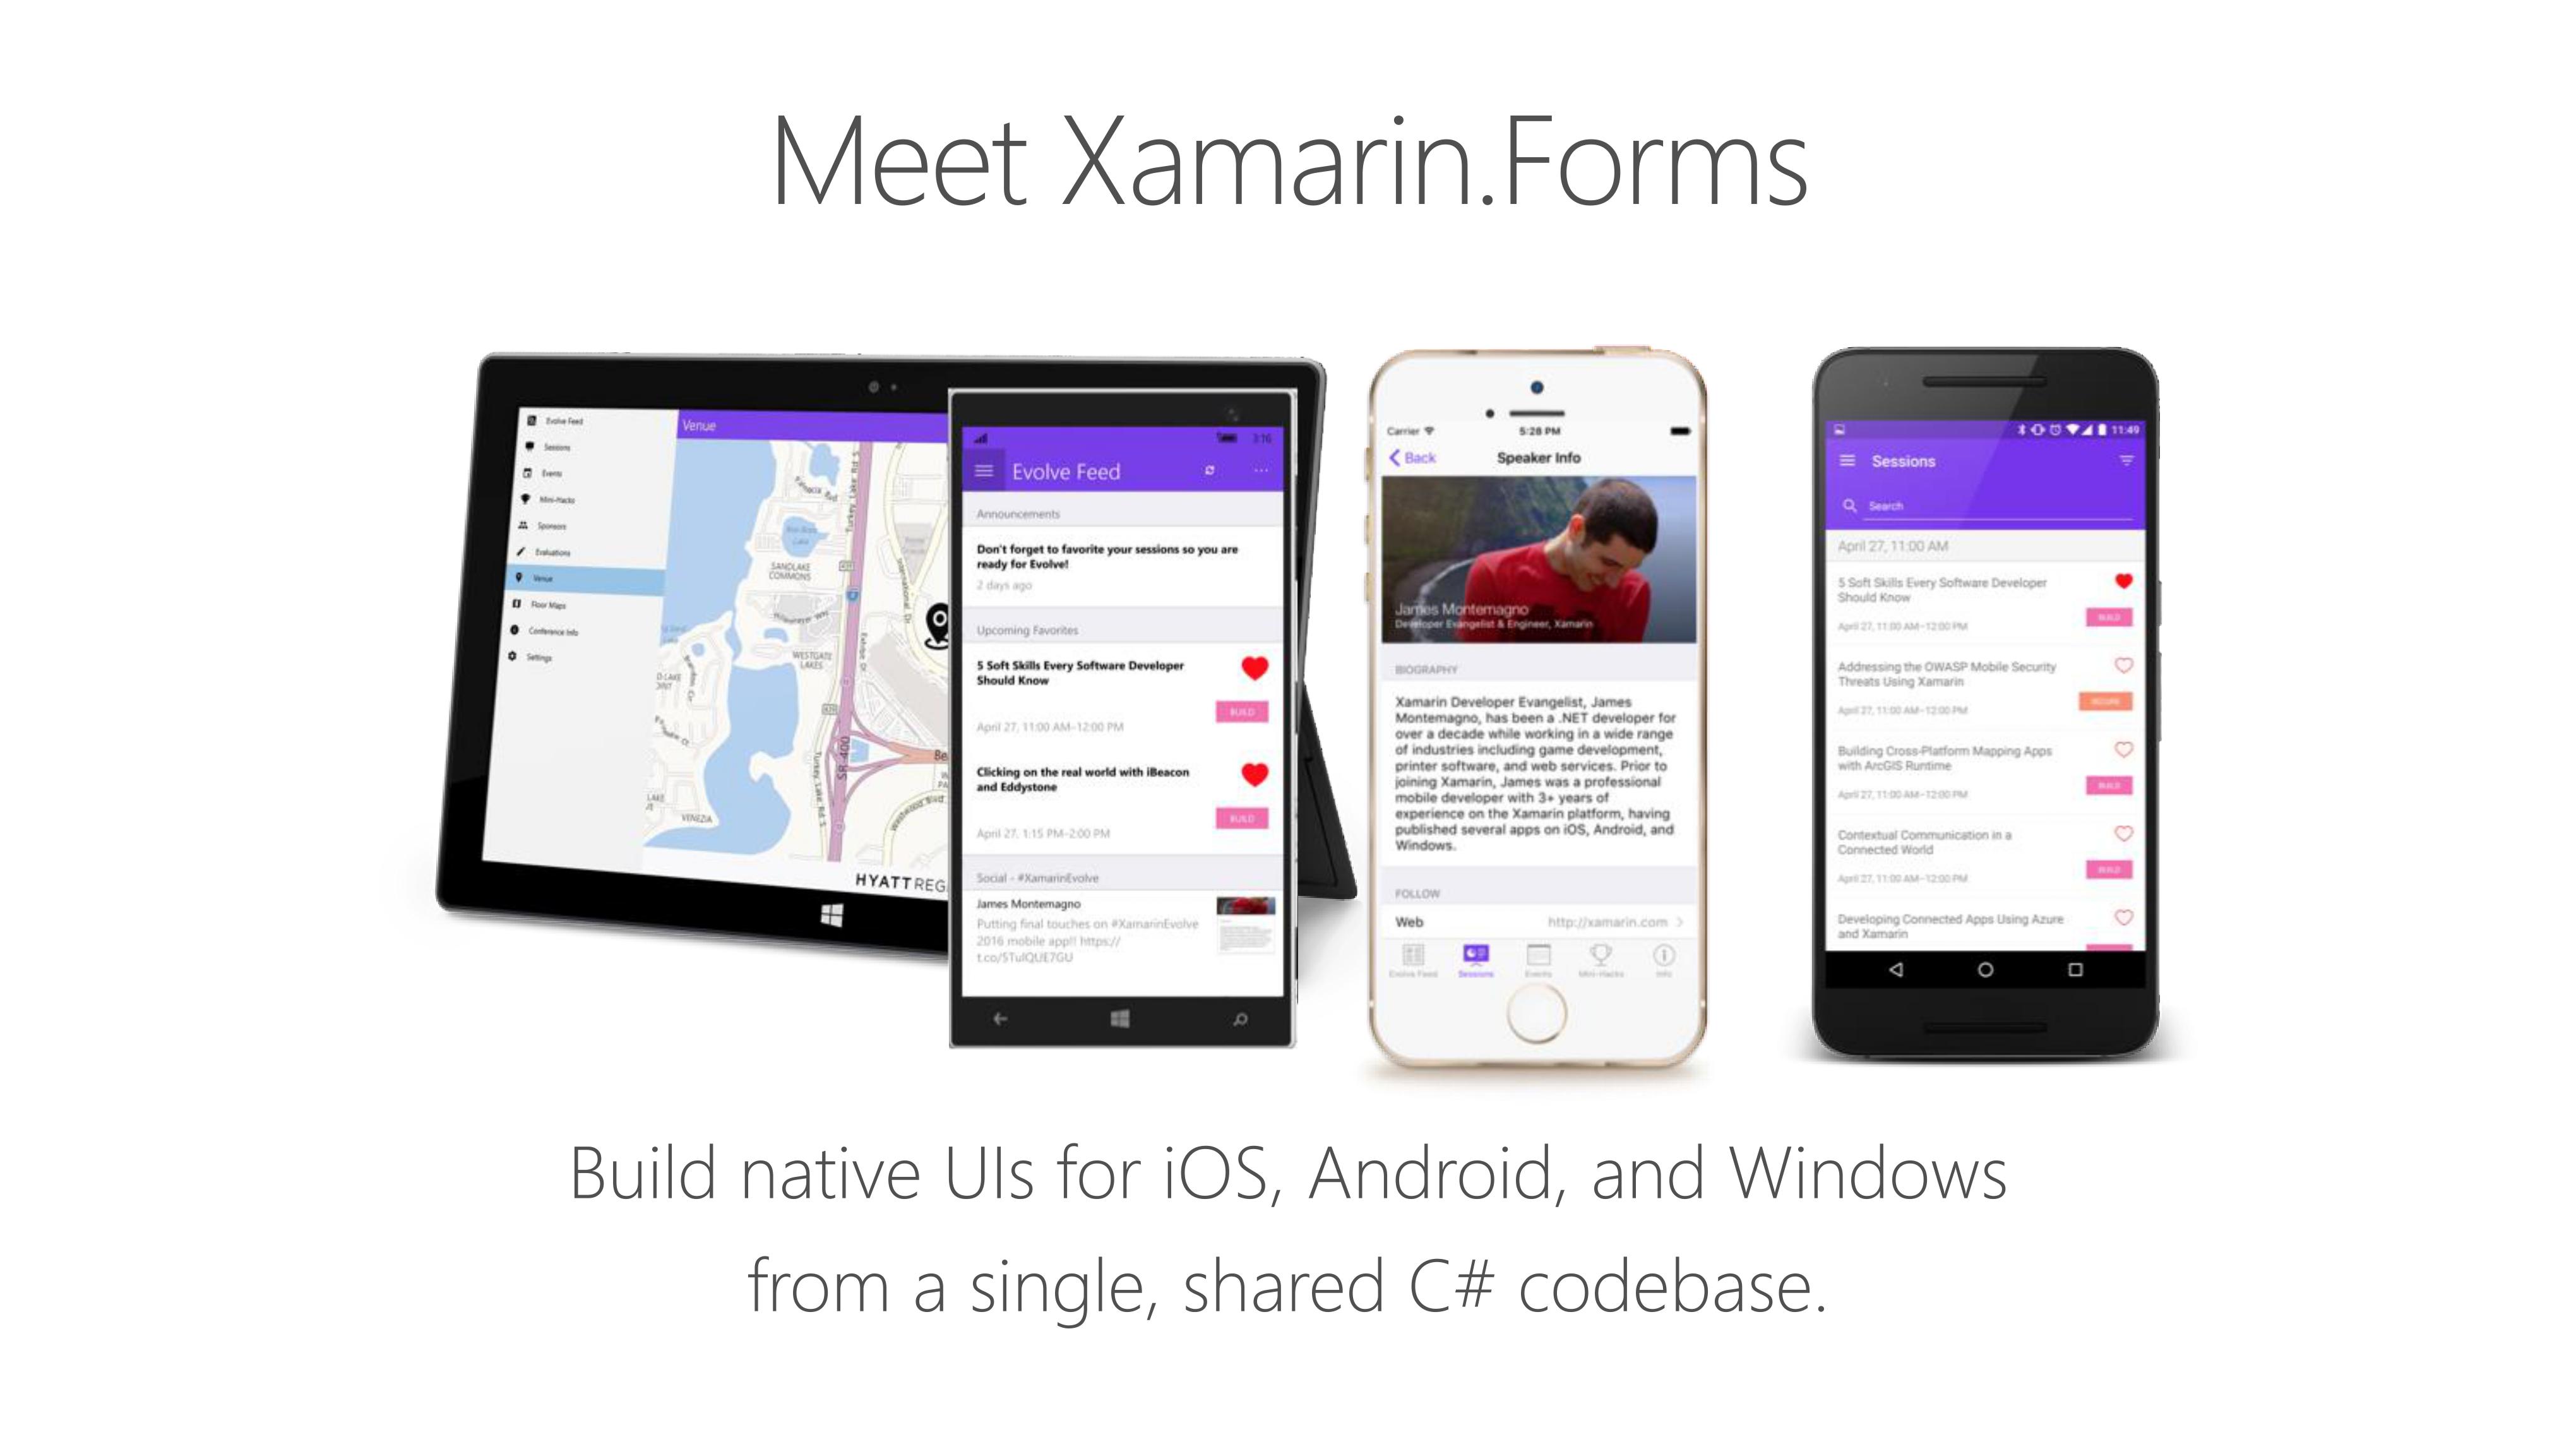 Meet Xamarin.Forms
Evolve Feed
Sessions
Events
Mini-Hacks
Sponsors
Evaluations
Venue
Floor Maps
Conference Info
Settings
Venue
Turkey Lake Rd S
SANDLAKE
COMMONS
International Dr
WESTGATE
LAKES
SR-400
Turkey Lake Rd S
Westwood Blvd
VENEZIA
HYATT REG
3:16
Evolve Feed
Announcements
Don't forget to favorite your sessions so you are
ready for Evolve!
2 days ago
Upcoming Favorites
5 Soft Skills Every Software Developer
Should Know
BUILD
April 27, 11:00 AM–12:00 PM
Clicking on the real world with iBeacon
and Eddystone
BUILD
April 27, 1:15 PM–2:00 PM
Social - #XamarinEvolve
James Montemagno
Putting final touches on #XamarinEvolve
2016 mobile app!! https://
t.co/5TuIQUE7GU
Carrier
5:28 PM
Back
Speaker Info
James Montemagno
Developer Evangelist & Engineer, Xamarin
BIOGRAPHY
Xamarin Developer Evangelist, James
Montemagno, has been a .NET developer for
over a decade while working in a wide range
of industries including game development,
printer software, and web services. Prior to
joining Xamarin, James was a professional
mobile developer with 3+ years of
experience on the Xamarin platform, having
published several apps on iOS, Android, and
Windows.
FOLLOW
Web http://xamarin.com
Evolve Feed Sessions Events Mini-Hacks Info
11:49
Sessions
Search
April 27, 11:00 AM
5 Soft Skills Every Software Developer
Should Know
BUILD
April 27, 11:00 AM–12:00 PM
Addressing the OWASP Mobile Security
Threats Using Xamarin
SECURE
April 27, 11:00 AM–12:00 PM
Building Cross-Platform Mapping Apps
with ArcGIS Runtime
BUILD
April 27, 11:00 AM–12:00 PM
Contextual Communication in a
Connected World
BUILD
April 27, 11:00 AM–12:00 PM
Developing Connected Apps Using Azure
and Xamarin
Build native UIs for iOS, Android, and Windows
from a single, shared C# codebase.